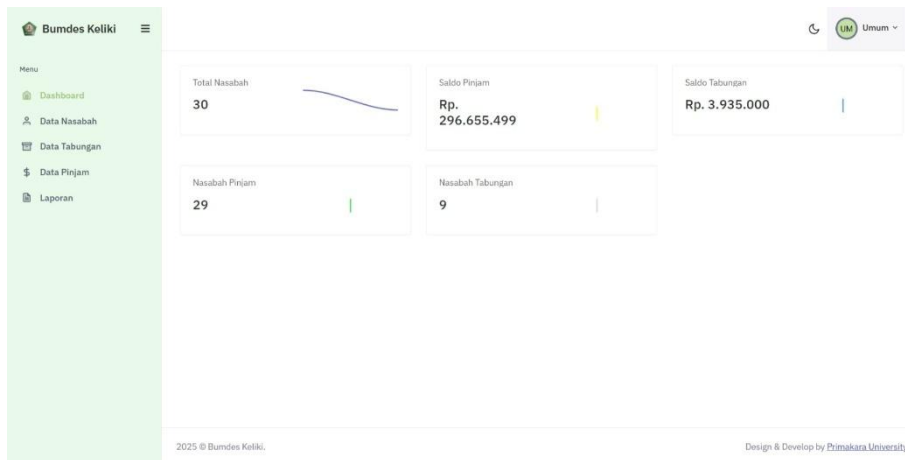 Bumdes Keliki
UM
Umum
Menu
Dashboard
Data Nasabah
Data Tabungan
Data Pinjam
Laporan
Total Nasabah
30
Saldo Pinjam
Rp.
296.655.499
Saldo Tabungan
Rp. 3.935.000
Nasabah Pinjam
29
Nasabah Tabungan
9
2025 © Bumdes Keliki.
Design & Develop by Primakara University